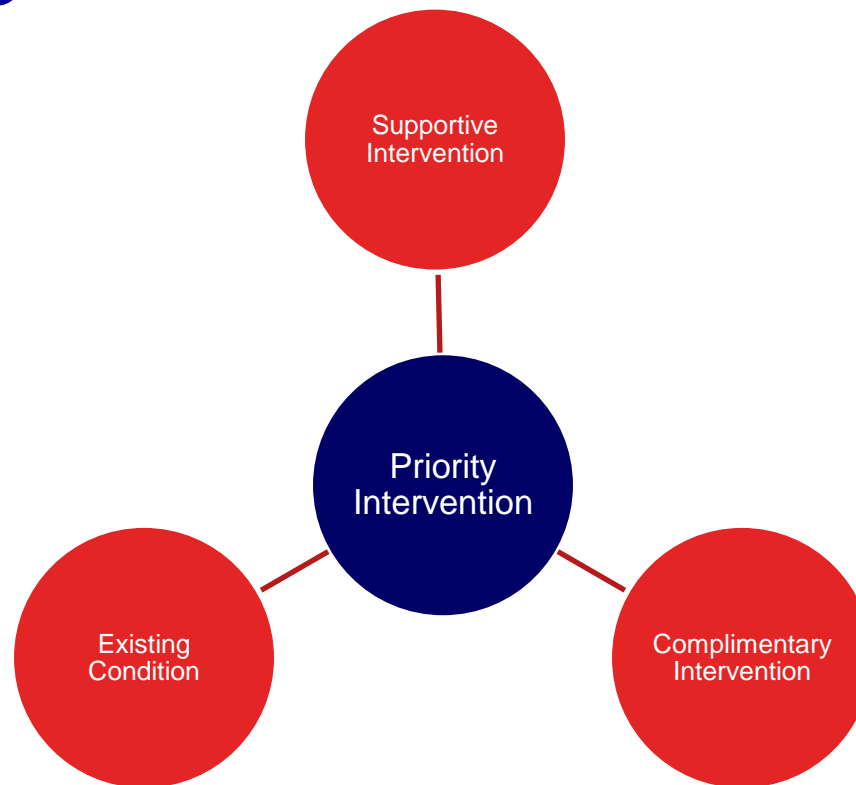 Supportive
Intervention
Priority
Intervention
Existing
Condition
Complimentary
Intervention